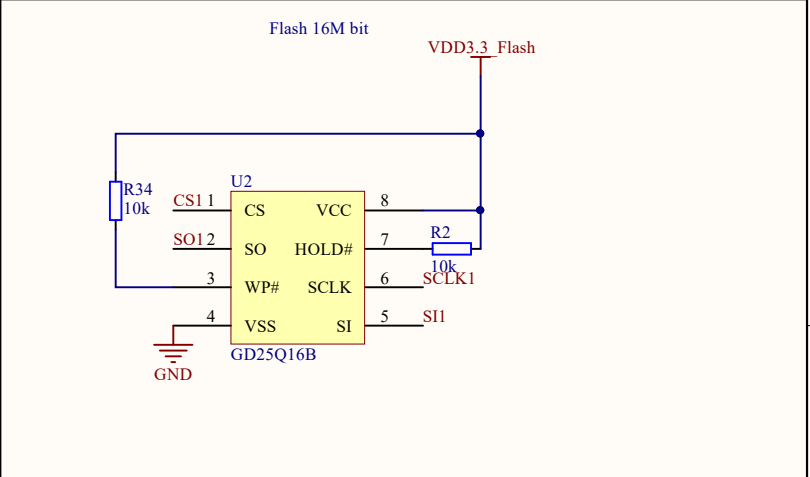 Flash 16M bit
VDD3.3_Flash
R34
10k
U2
CS1 1 CS VCC 8
SO1 2 SO HOLD# 7 R2
10k
3 WP# SCLK 6 SCLK1
4 VSS SI 5 SI1
GD25Q16B
GND